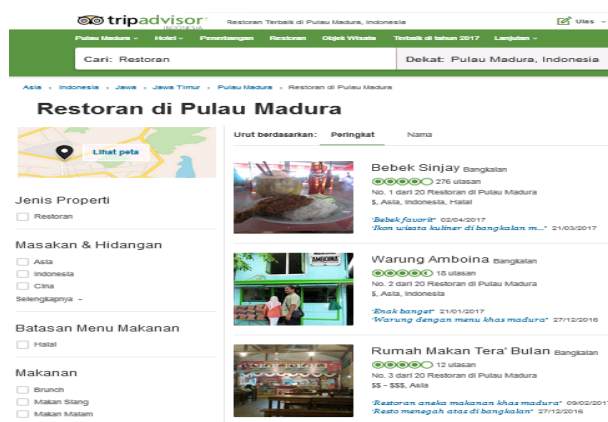 tripadvisor
INDONESIA
Restoran Terbaik di Pulau Madura, Indonesia
Ulas
Pulau Madura Hotel Penerbangan Restoran Objek Wisata Terbaik di tahun 2017 Lanjutan
Cari: Restoran
Dekat: Pulau Madura, Indonesia
Asia › Indonesia › Jawa › Jawa Timur › Pulau Madura › Restoran di Pulau Madura
Restoran di Pulau Madura
Lihat peta
Jenis Properti
Restoran
Masakan & Hidangan
Asia
Indonesia
Cina
Selengkapnya
Batasan Menu Makanan
Halal
Makanan
Brunch
Makan Siang
Makan Malam
Urut berdasarkan: Peringkat Nama
Bebek Sinjay Bangkalan
276 ulasan
No. 1 dari 20 Restoran di Pulau Madura
$, Asia, Indonesia, Halal
"Bebek favorit" 02/04/2017
"Ikon wisata kuliner di bangkalan m..." 21/03/2017
AMBOINA
Warung Amboina Bangkalan
18 ulasan
No. 2 dari 20 Restoran di Pulau Madura
$, Asia, Indonesia
"Enak banget" 21/01/2017
"Warung dengan menu khas madura" 27/12/2016
Rumah Makan Tera' Bulan Bangkalan
12 ulasan
No. 3 dari 20 Restoran di Pulau Madura
$$ - $$$, Asia
"Restoran aneka makanan khas madura" 09/02/2017
"Resto menegah atas di bangkalan" 27/12/2016